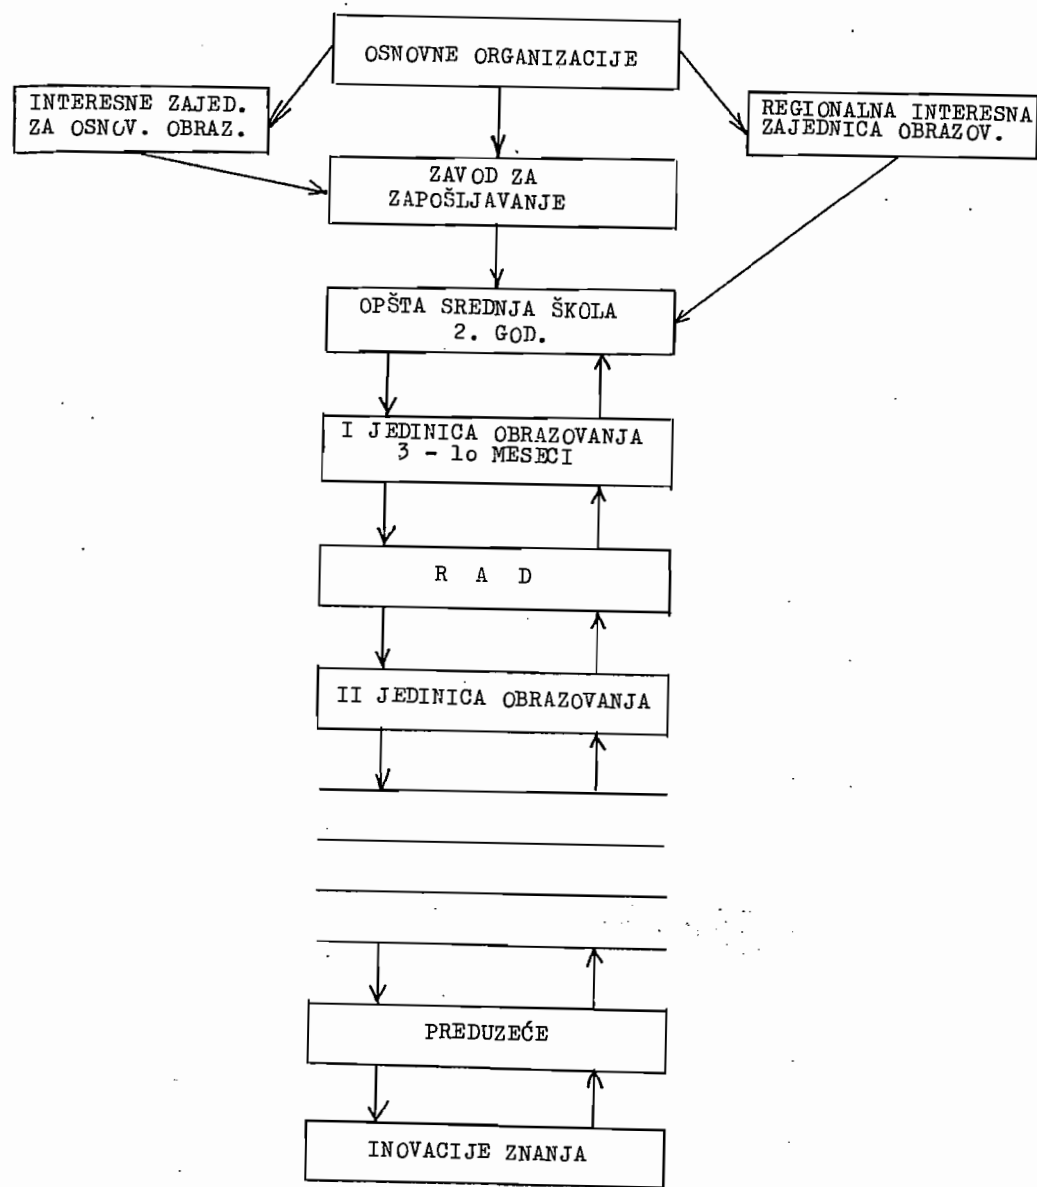 OSNOVNE ORGANIZACIJE
INTERESNE ZAJED.
ZA OSNOV. OBRAZ.
REGIONALNA INTERESNA
ZAJEDNICA OBRAZOV.
ZAVOD ZA
ZAPOŠLJAVANJE
OPŠTA SREDNJA ŠKOLA
2. GOD.
I JEDINICA OBRAZOVANJA
3 - lo MESECI
R A D
II JEDINICA OBRAZOVANJA
PREDUZEĆE
INOVACIJE ZNANJA